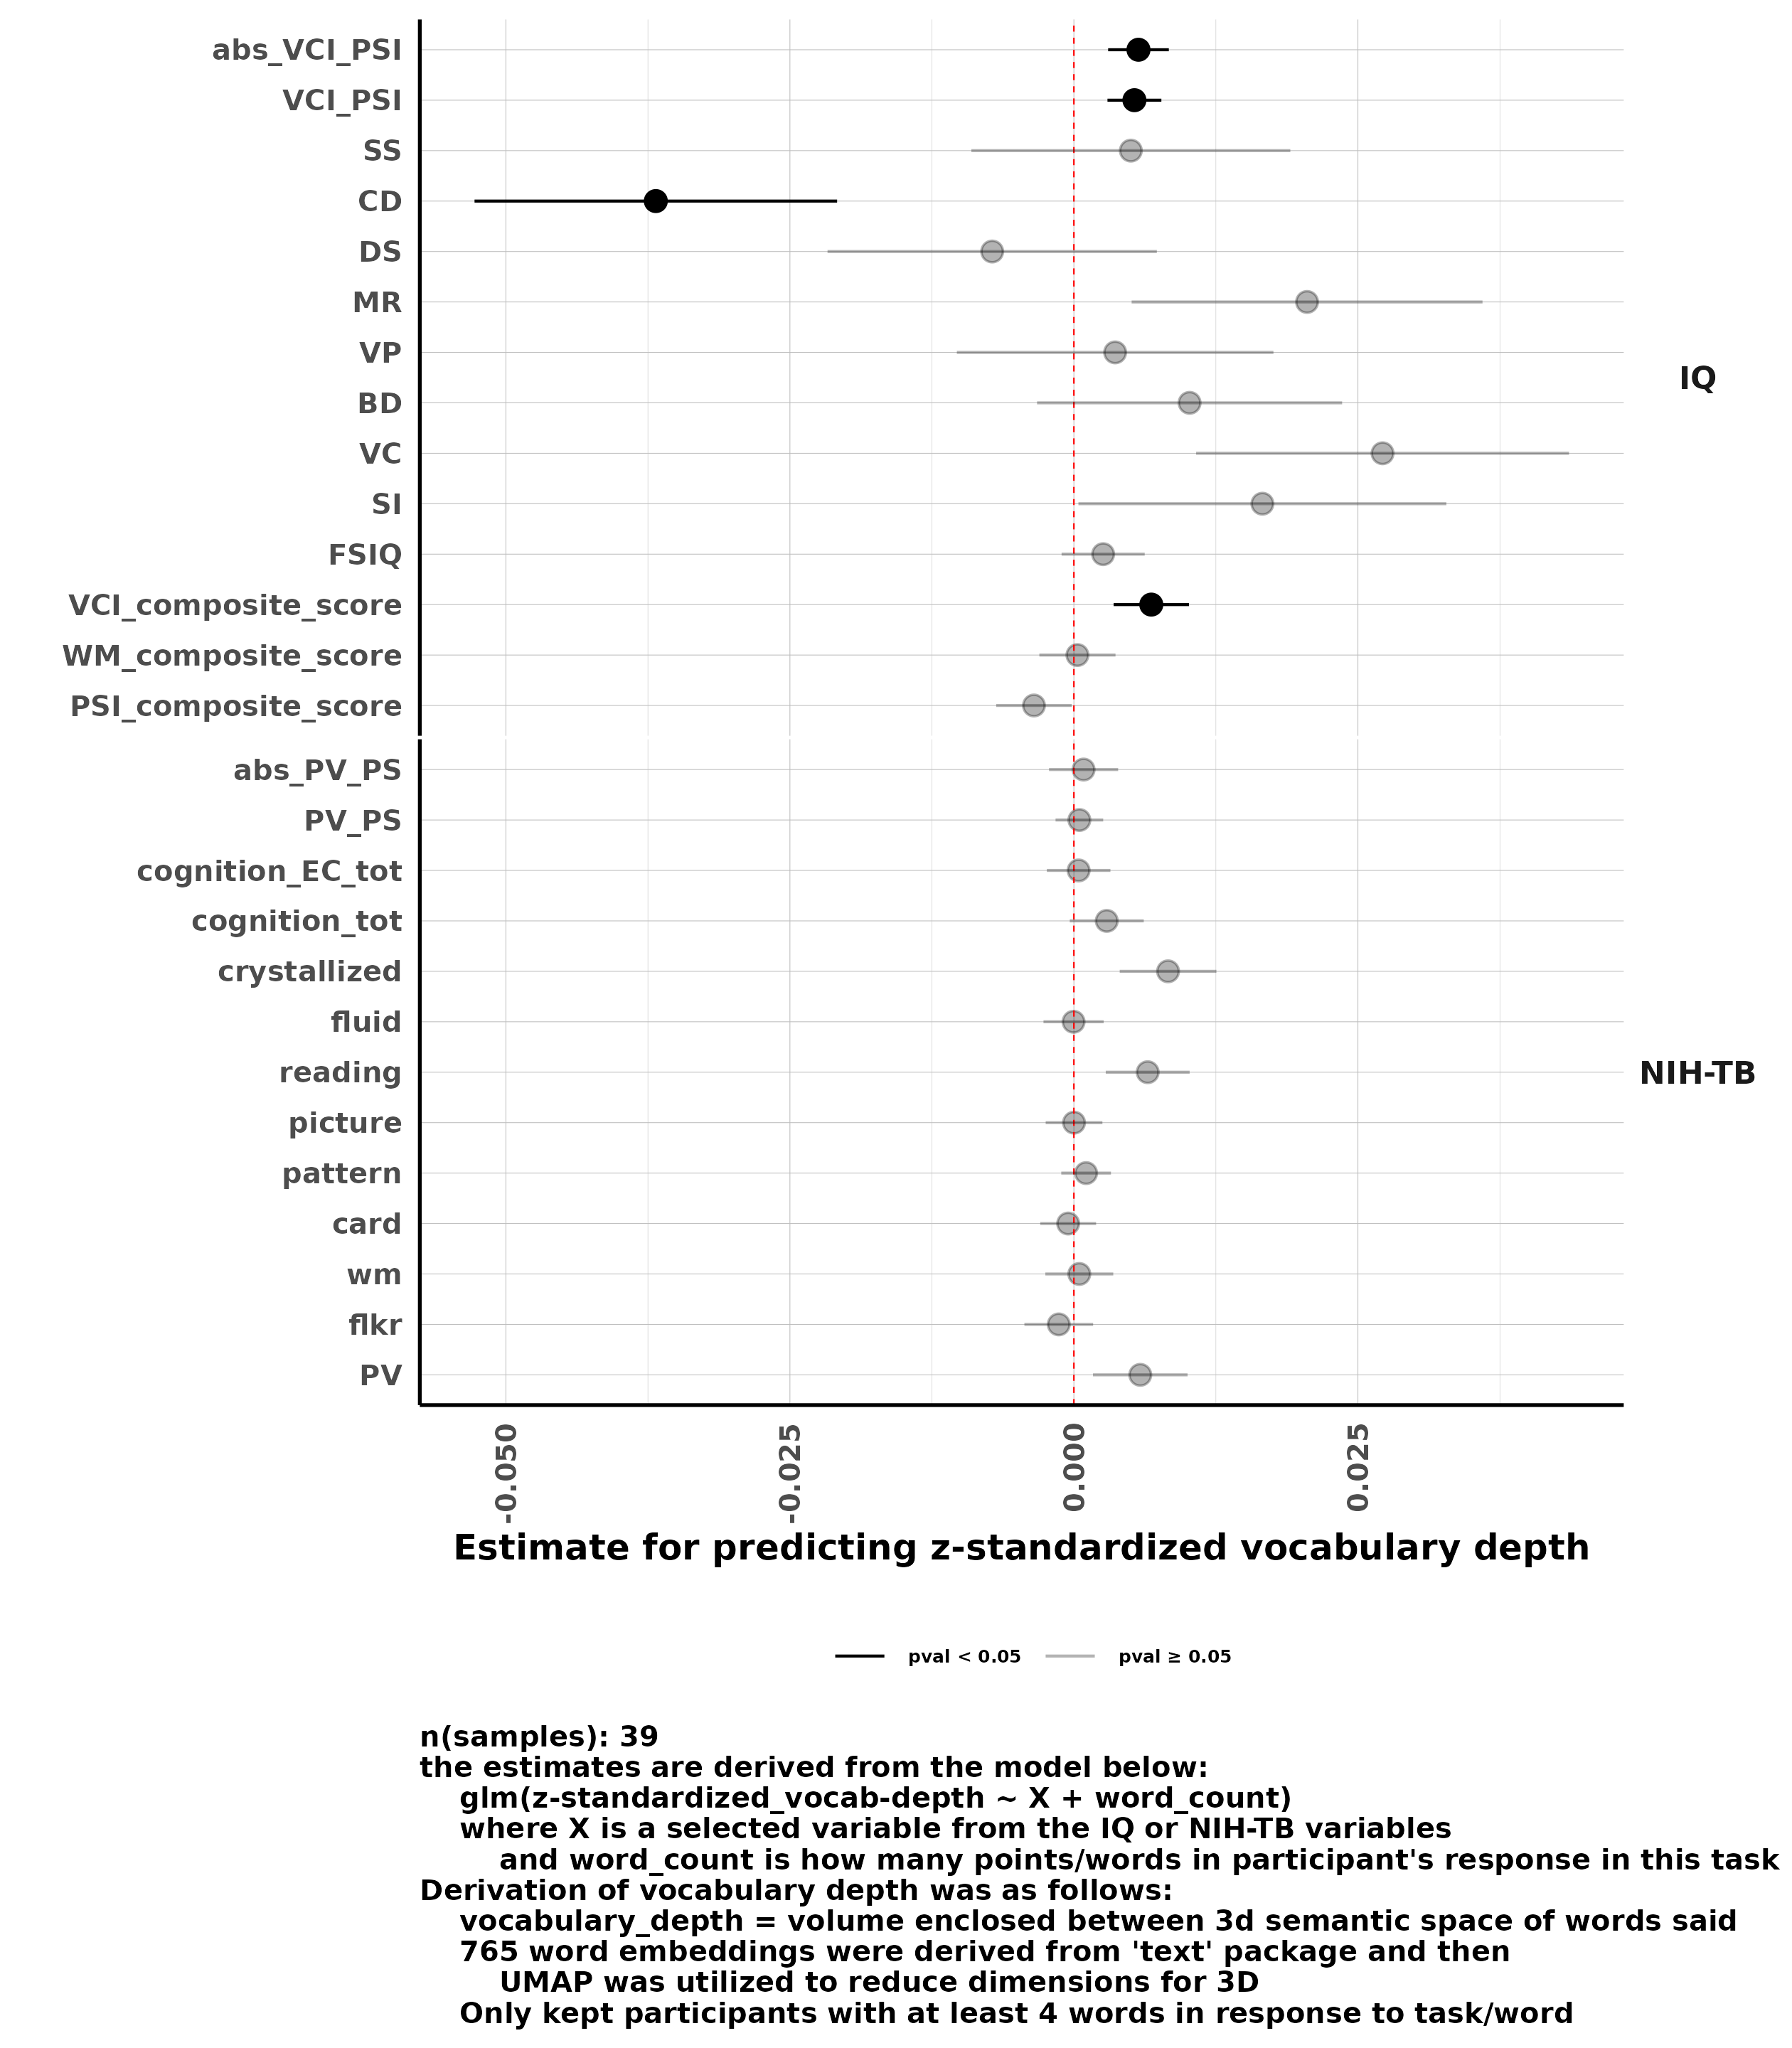 abs_VCI_PSI
VCI_PSI
SS
CD
DS
MR
VP
BD
VC
SI
FSIQ
VCI_composite_score
WM_composite_score
PSI_composite_score
IQ
abs_PV_PS
PV_PS
cognition_EC_tot
cognition_tot
crystallized
fluid
reading
picture
pattern
card
wm
flkr
PV
NIH-TB
-0.050
-0.025
0.000
0.025
Estimate for predicting z-standardized vocabulary depth
pval < 0.05 pval ≥ 0.05
n(samples): 39
the estimates are derived from the model below:
glm(z-standardized_vocab-depth ~ X + word_count)
where X is a selected variable from the IQ or NIH-TB variables
and word_count is how many points/words in participant's response in this task
Derivation of vocabulary depth was as follows:
vocabulary_depth = volume enclosed between 3d semantic space of words said
765 word embeddings were derived from 'text' package and then
UMAP was utilized to reduce dimensions for 3D
Only kept participants with at least 4 words in response to task/word